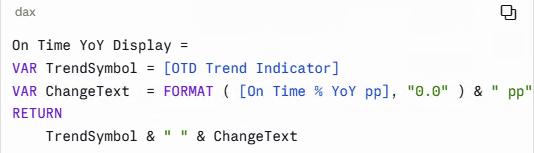 dax
On Time YoY Display =
VAR TrendSymbol = [OTD Trend Indicator]
VAR ChangeText  = FORMAT ( [On Time % YoY pp], "0.0" ) & " pp"
RETURN
    TrendSymbol & " " & ChangeText